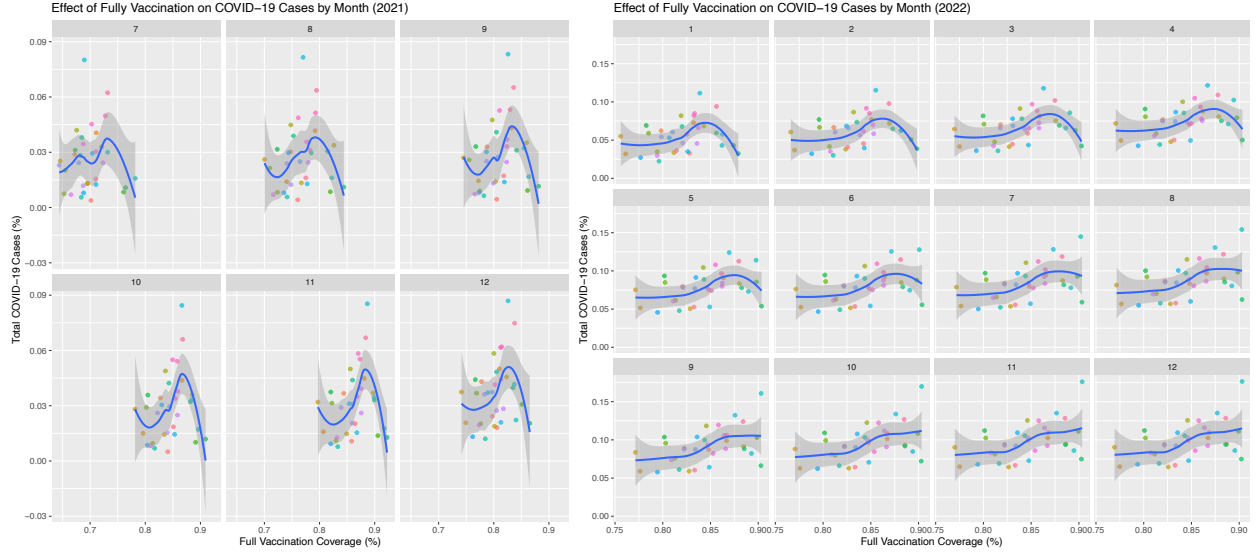 Effect of Fully Vaccination on COVID−19 Cases by Month (2021)
7 8 9
0.09
0.06
0.03
0.00
−0.03
10 11 12
0.09
0.06
0.03
0.00
−0.03
0.7 0.8 0.9 0.7 0.8 0.9 0.7 0.8 0.9
Full Vaccination Coverage (%)
Total COVID−19 Cases (%)
Effect of Fully Vaccination on COVID−19 Cases by Month (2022)
1 2 3 4
0.15
0.10
0.05
0.00
5 6 7 8
0.15
0.10
0.05
0.00
9 10 11 12
0.15
0.10
0.05
0.00
0.75 0.80 0.85 0.900.75 0.80 0.85 0.900.75 0.80 0.85 0.900.75 0.80 0.85 0.90
Full Vaccination Coverage (%)
Total COVID−19 Cases (%)